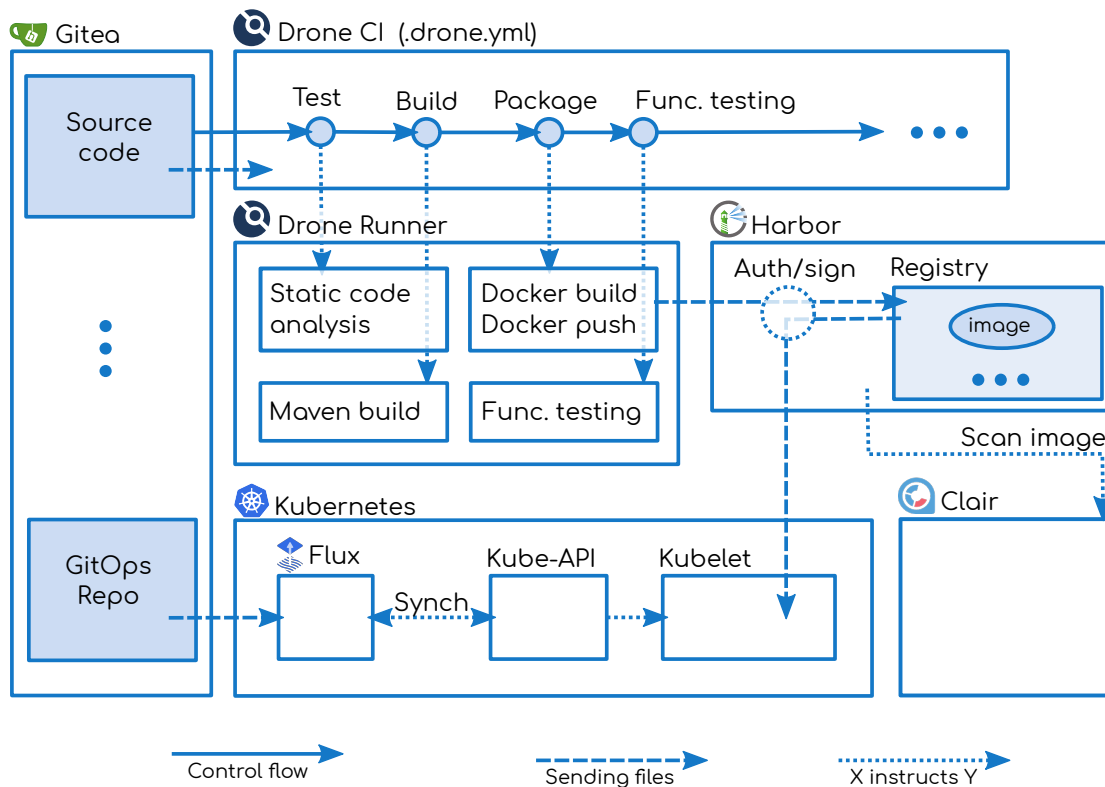 Gitea
Drone CI (.drone.yml)
Source
code
Test
Build
Package
Func. testing
Drone Runner
Static code
analysis
Docker build
Docker push
Maven build
Func. testing
Harbor
Auth/sign
Registry
image
Scan image
Clair
GitOps
Repo
Kubernetes
Flux
Synch
Kube-API
Kubelet
Control flow
Sending files
X instructs Y